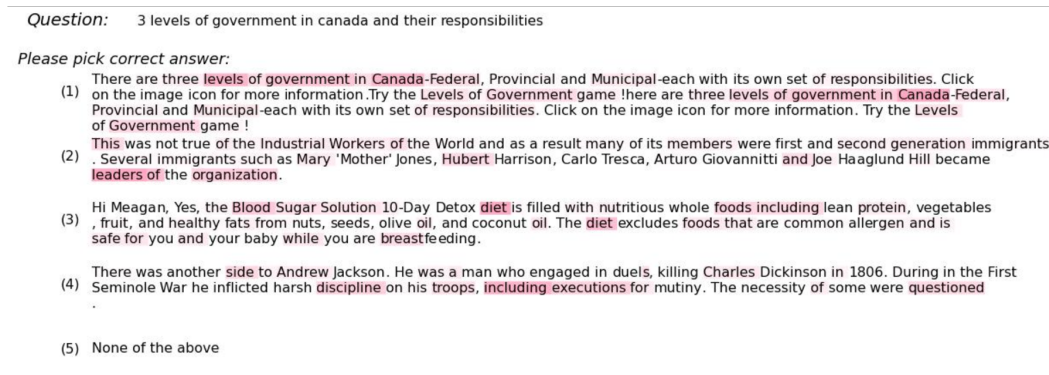 Question: 3 levels of government in canada and their responsibilities
Please pick correct answer:
(1) There are three levels of government in Canada-Federal, Provincial and Municipal-each with its own set of responsibilities. Click
on the image icon for more information.Try the Levels of Government game !here are three levels of government in Canada-Federal,
Provincial and Municipal-each with its own set of responsibilities. Click on the image icon for more information. Try the Levels
of Government game !
(2) This was not true of the Industrial Workers of the World and as a result many of its members were first and second generation immigrants
. Several immigrants such as Mary 'Mother' Jones, Hubert Harrison, Carlo Tresca, Arturo Giovannitti and Joe Haaglund Hill became
leaders of the organization.
(3) Hi Meagan, Yes, the Blood Sugar Solution 10-Day Detox diet is filled with nutritious whole foods including lean protein, vegetables
, fruit, and healthy fats from nuts, seeds, olive oil, and coconut oil. The diet excludes foods that are common allergen and is
safe for you and your baby while you are breastfeeding.
(4) There was another side to Andrew Jackson. He was a man who engaged in duels, killing Charles Dickinson in 1806. During in the First
Seminole War he inflicted harsh discipline on his troops, including executions for mutiny. The necessity of some were questioned
.
(5) None of the above